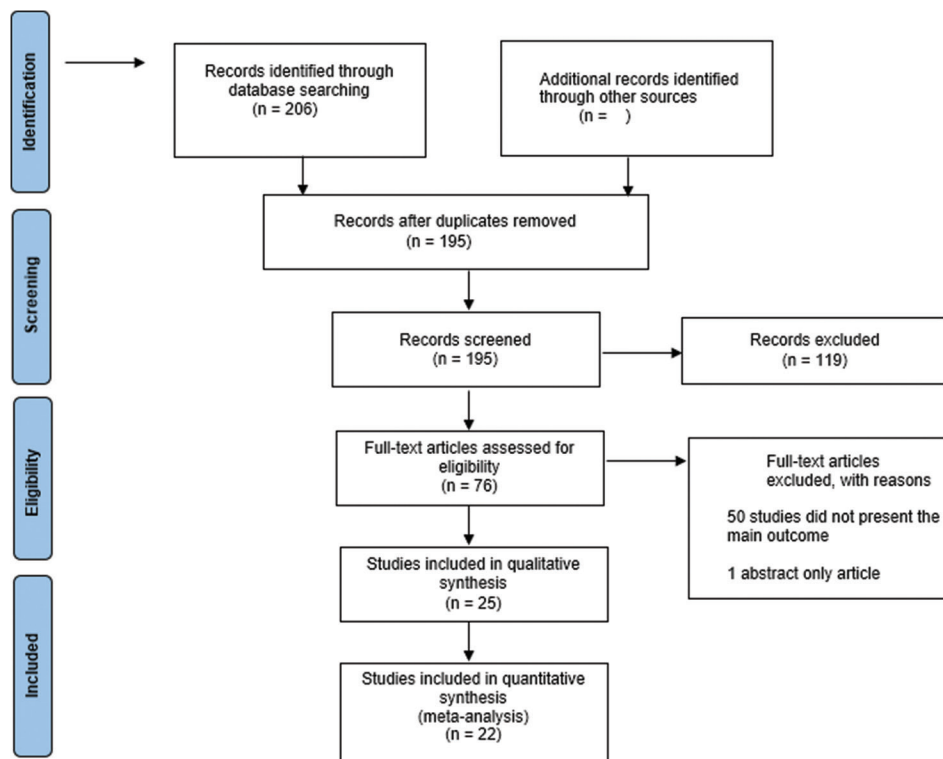 Identification
Records identified through
database searching
(n = 206)
Additional records identified
through other sources
(n =    )
Records after duplicates removed
(n = 195)
Screening
Records screened
(n = 195)
Records excluded
(n = 119)
Eligibility
Full-text articles assessed for
eligibility
(n = 76)
Full-text articles
excluded, with reasons
50 studies did not present the
main outcome
1 abstract only article
Studies included in qualitative
synthesis
(n = 25)
Included
Studies included in quantitative
synthesis
(meta-analysis)
(n = 22)